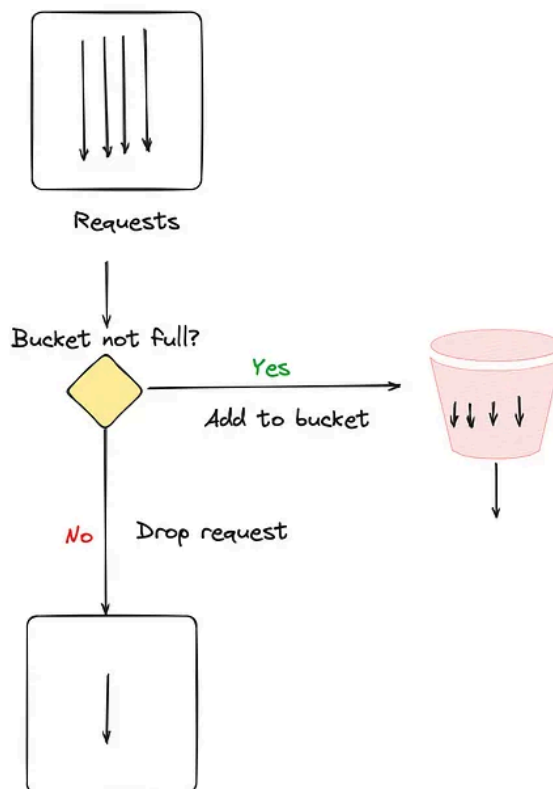 Requests
Bucket not full?
Yes
Add to bucket
No
Drop request